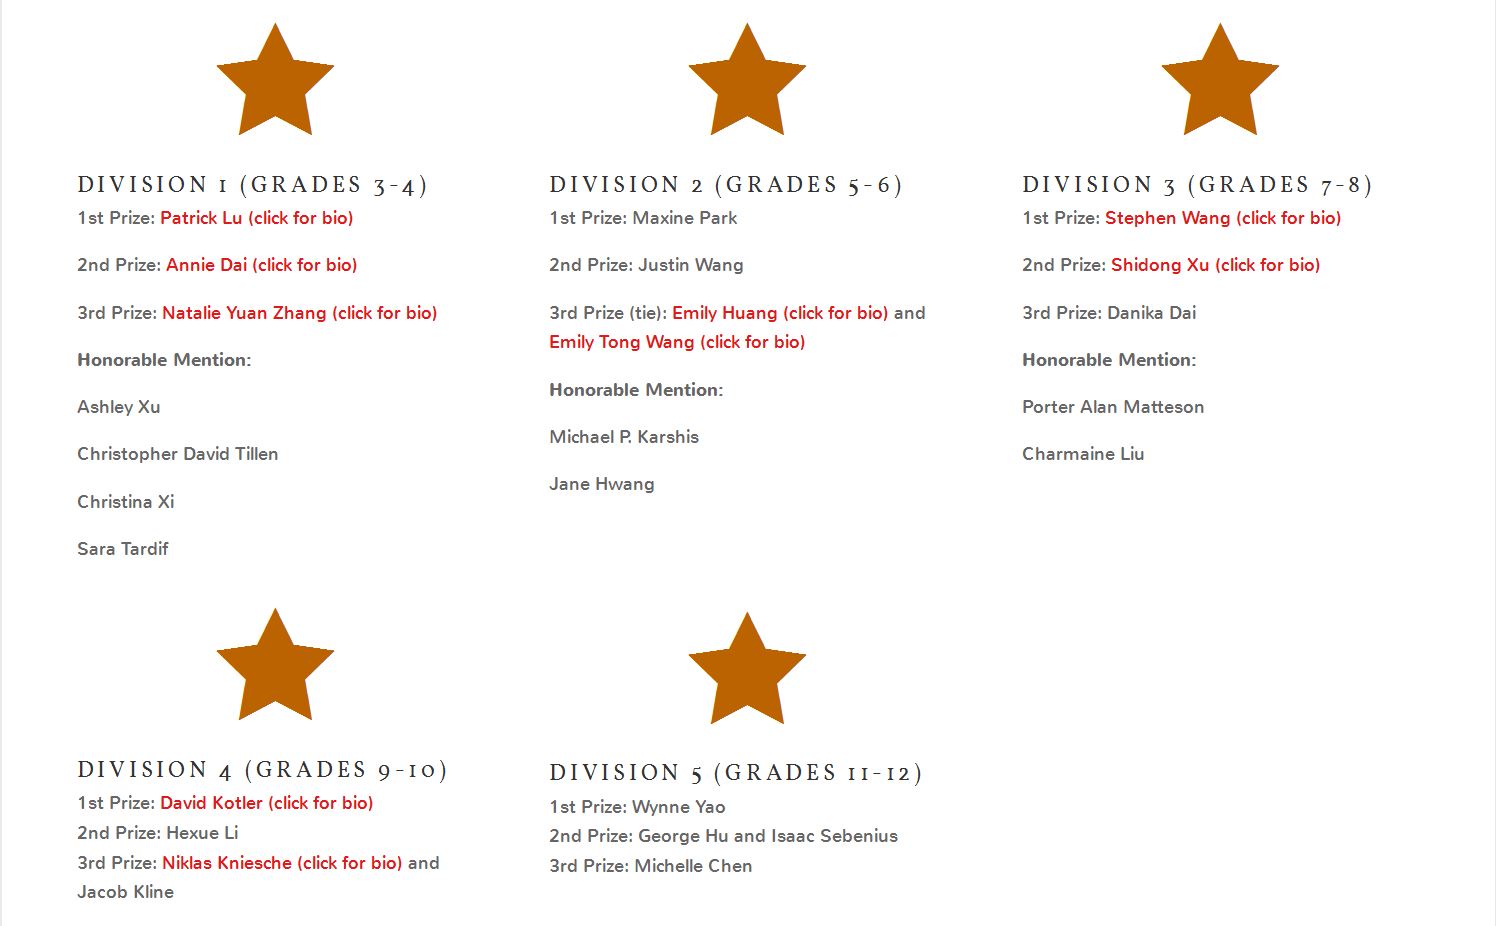 DIVISION 1 (GRADES 3-4)
1st Prize: Patrick Lu (click for bio)
2nd Prize: Annie Dai (click for bio)
3rd Prize: Natalie Yuan Zhang (click for bio)
Honorable Mention:
Ashley Xu
Christopher David Tillen
Christina Xi
Sara Tardif
DIVISION 2 (GRADES 5-6)
1st Prize: Maxine Park
2nd Prize: Justin Wang
3rd Prize (tie): Emily Huang (click for bio) and
Emily Tong Wang (click for bio)
Honorable Mention:
Michael P. Karshis
Jane Hwang
DIVISION 3 (GRADES 7-8)
1st Prize: Stephen Wang (click for bio)
2nd Prize: Shidong Xu (click for bio)
3rd Prize: Danika Dai
Honorable Mention:
Porter Alan Matteson
Charmaine Liu
DIVISION 4 (GRADES 9-10)
1st Prize: David Kotler (click for bio)
2nd Prize: Hexue Li
3rd Prize: Niklas Kniesche (click for bio) and
Jacob Kline
DIVISION 5 (GRADES 11-12)
1st Prize: Wynne Yao
2nd Prize: George Hu and Isaac Sebenius
3rd Prize: Michelle Chen